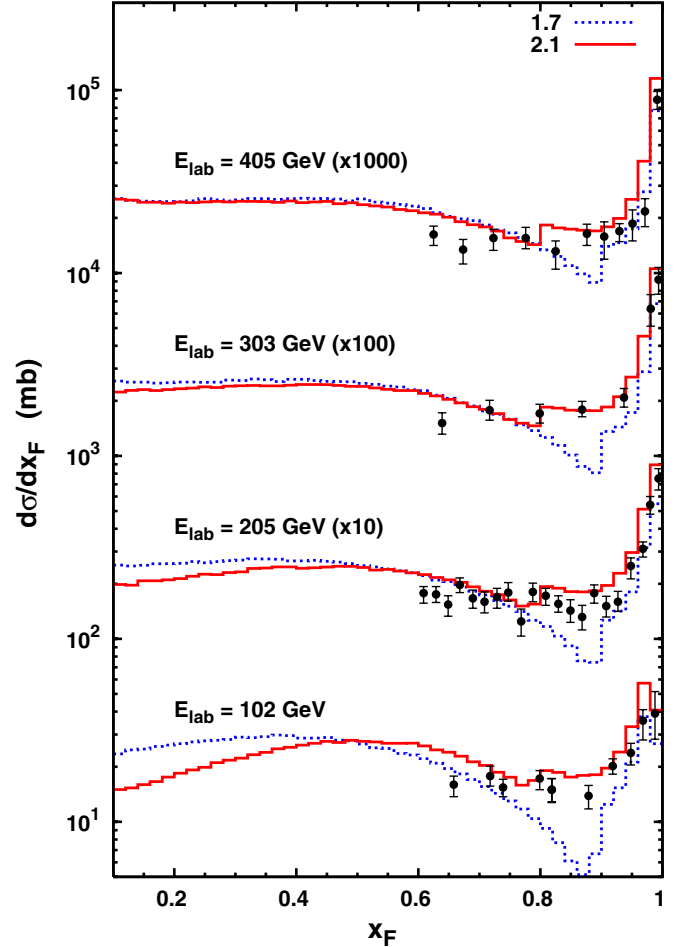 1.7
2.1
10^5
E_lab = 405 GeV (x1000)
10^4
E_lab = 303 GeV (x100)
10^3
dσ/dx_F (mb)
E_lab = 205 GeV (x10)
10^2
E_lab = 102 GeV
10^1
0.2 0.4 0.6 0.8 1
x_F